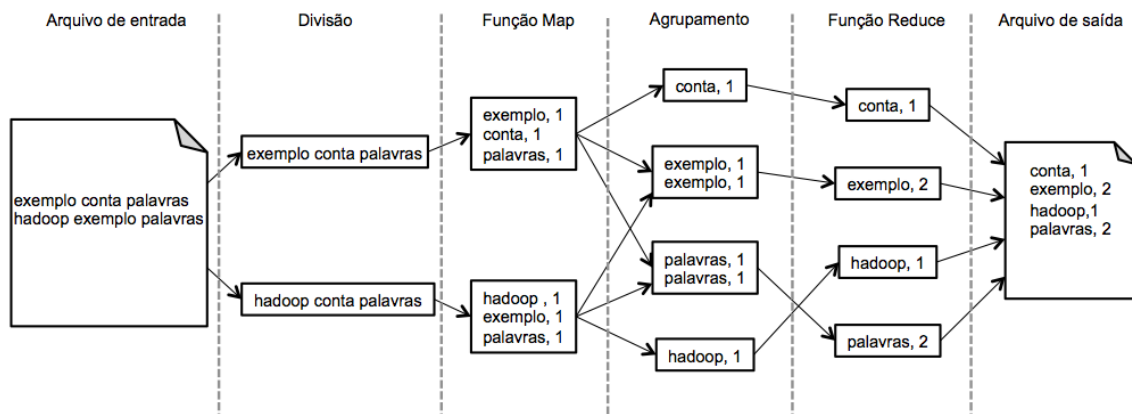 Arquivo de entrada
Divisão
Função Map
Agrupamento
Função Reduce
Arquivo de saída
exemplo conta palavras
hadoop exemplo palavras
exemplo conta palavras
hadoop conta palavras
exemplo, 1
conta, 1
palavras, 1
hadoop , 1
exemplo, 1
palavras, 1
conta, 1
exemplo, 1
exemplo, 1
palavras, 1
palavras, 1
hadoop, 1
conta, 1
exemplo, 2
hadoop, 1
palavras, 2
conta, 1
exemplo, 2
hadoop,1
palavras, 2